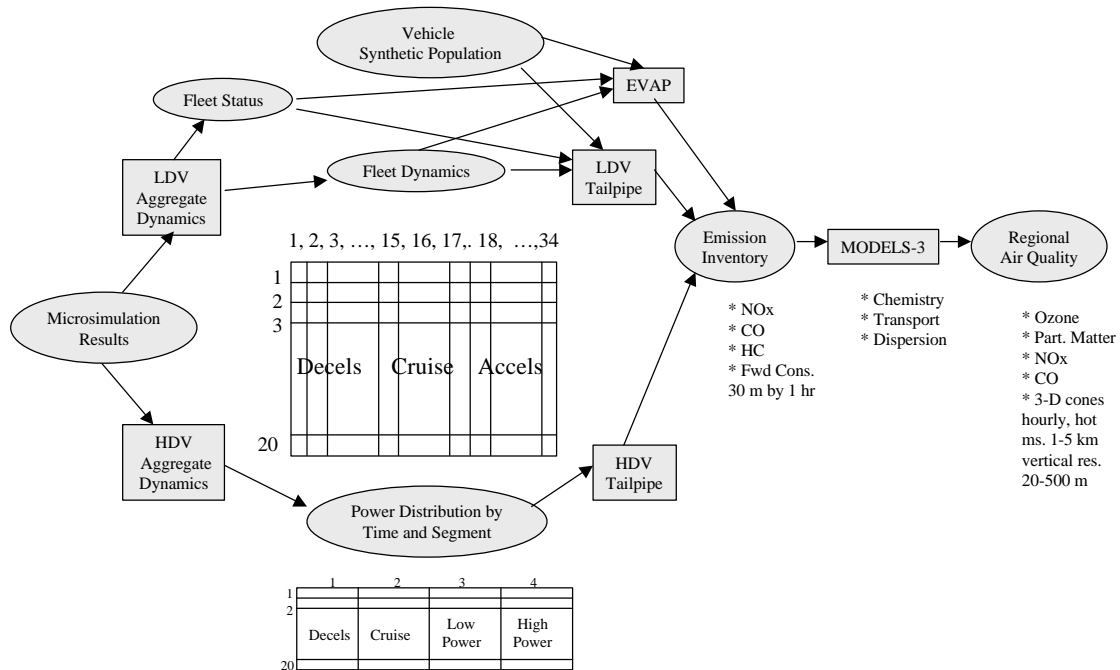 Vehicle
Synthetic Population
EVAP
Fleet Status
LDV
Tailpipe
Fleet Dynamics
LDV
Aggregate
Dynamics
1, 2, 3, …, 15, 16, 17,. 18, …,34
1
2
3
Decels Cruise Accels
20
Emission
Inventory
MODELS-3
Regional
Air Quality
* NOx
* CO
* HC
* Fwd Cons.
30 m by 1 hr
* Chemistry
* Transport
* Dispersion
* Ozone
* Part. Matter
* NOx
* CO
* 3-D cones
hourly, hot
ms. 1-5 km
vertical res.
20-500 m
Microsimulation
Results
HDV
Aggregate
Dynamics
HDV
Tailpipe
Power Distribution by
Time and Segment
1 2 3 4
1
2
Decels Cruise Low Power High Power
20